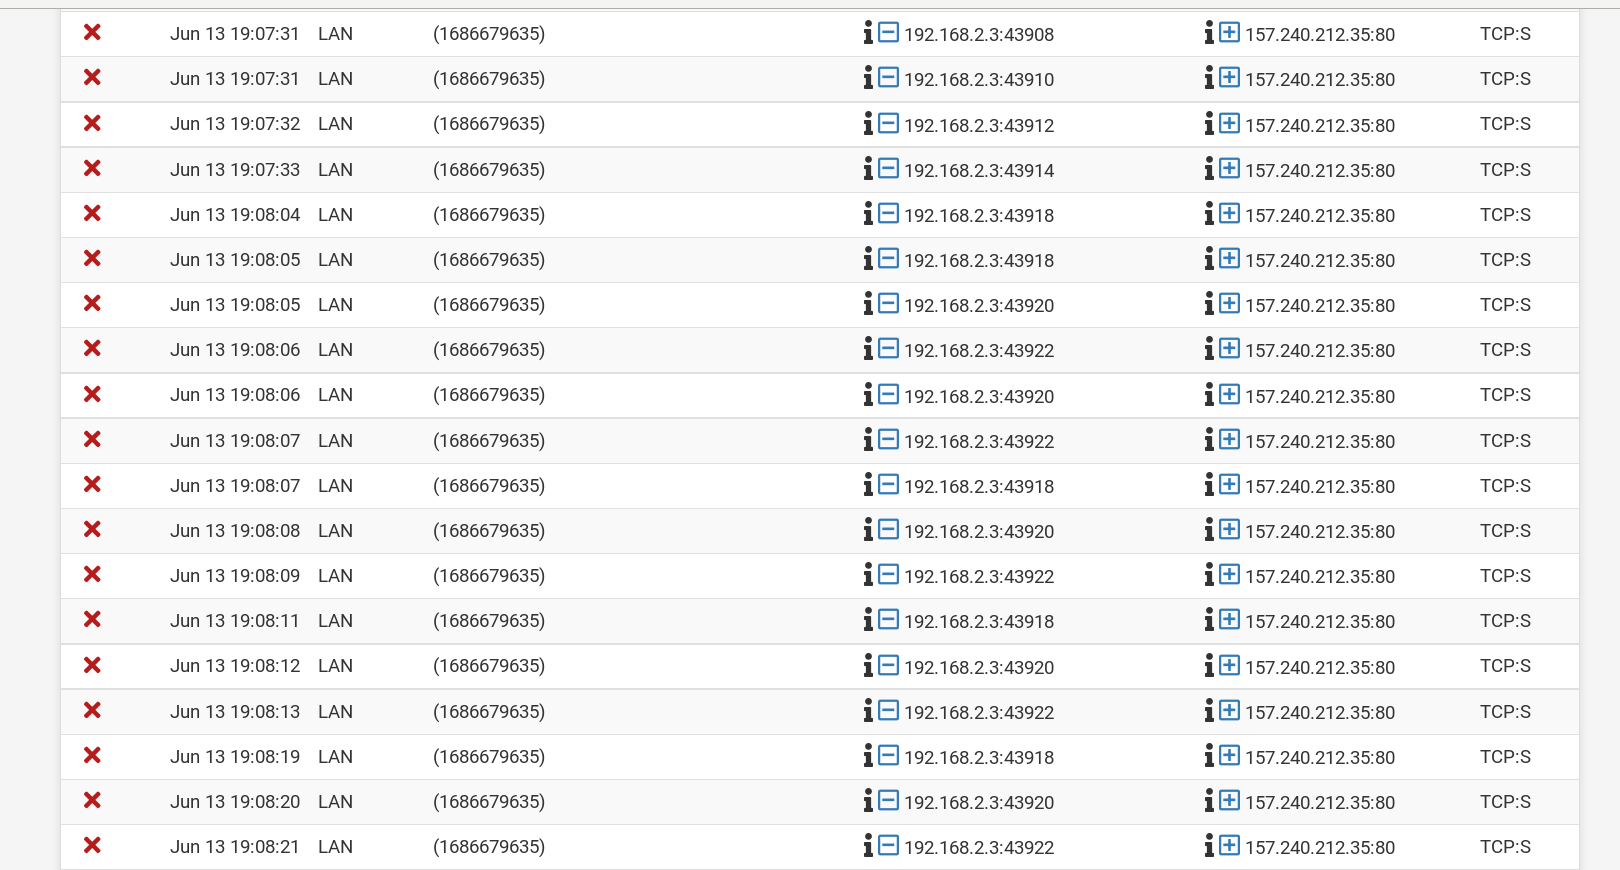 Jun 13 19:07:31 LAN (1686679635) 192.168.2.3:43908 157.240.212.35:80 TCP:S
Jun 13 19:07:31 LAN (1686679635) 192.168.2.3:43910 157.240.212.35:80 TCP:S
Jun 13 19:07:32 LAN (1686679635) 192.168.2.3:43912 157.240.212.35:80 TCP:S
Jun 13 19:07:33 LAN (1686679635) 192.168.2.3:43914 157.240.212.35:80 TCP:S
Jun 13 19:08:04 LAN (1686679635) 192.168.2.3:43918 157.240.212.35:80 TCP:S
Jun 13 19:08:05 LAN (1686679635) 192.168.2.3:43918 157.240.212.35:80 TCP:S
Jun 13 19:08:05 LAN (1686679635) 192.168.2.3:43920 157.240.212.35:80 TCP:S
Jun 13 19:08:06 LAN (1686679635) 192.168.2.3:43922 157.240.212.35:80 TCP:S
Jun 13 19:08:06 LAN (1686679635) 192.168.2.3:43920 157.240.212.35:80 TCP:S
Jun 13 19:08:07 LAN (1686679635) 192.168.2.3:43922 157.240.212.35:80 TCP:S
Jun 13 19:08:07 LAN (1686679635) 192.168.2.3:43918 157.240.212.35:80 TCP:S
Jun 13 19:08:08 LAN (1686679635) 192.168.2.3:43920 157.240.212.35:80 TCP:S
Jun 13 19:08:09 LAN (1686679635) 192.168.2.3:43922 157.240.212.35:80 TCP:S
Jun 13 19:08:11 LAN (1686679635) 192.168.2.3:43918 157.240.212.35:80 TCP:S
Jun 13 19:08:12 LAN (1686679635) 192.168.2.3:43920 157.240.212.35:80 TCP:S
Jun 13 19:08:13 LAN (1686679635) 192.168.2.3:43922 157.240.212.35:80 TCP:S
Jun 13 19:08:19 LAN (1686679635) 192.168.2.3:43918 157.240.212.35:80 TCP:S
Jun 13 19:08:20 LAN (1686679635) 192.168.2.3:43920 157.240.212.35:80 TCP:S
Jun 13 19:08:21 LAN (1686679635) 192.168.2.3:43922 157.240.212.35:80 TCP:S